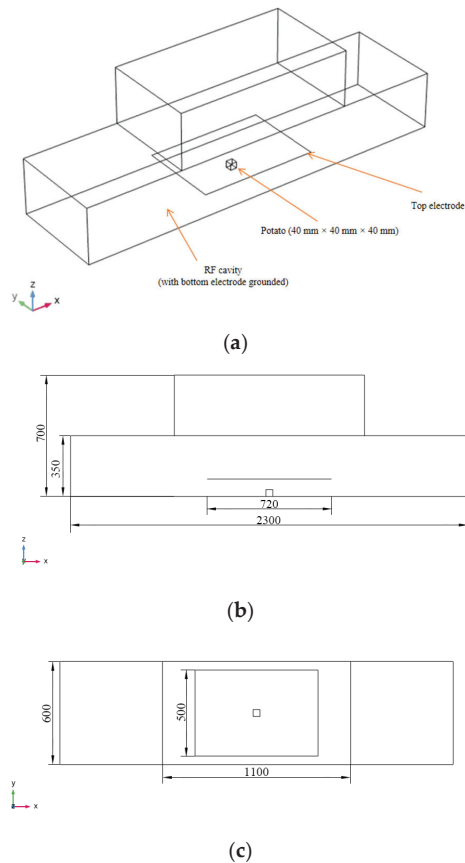 Top electrode
Potato (40 mm × 40 mm × 40 mm)
RF cavity
(with bottom electrode grounded)
z
y
x
(a)
700
350
720
2300
z
x
(b)
600
500
1100
y
z
x
(c)